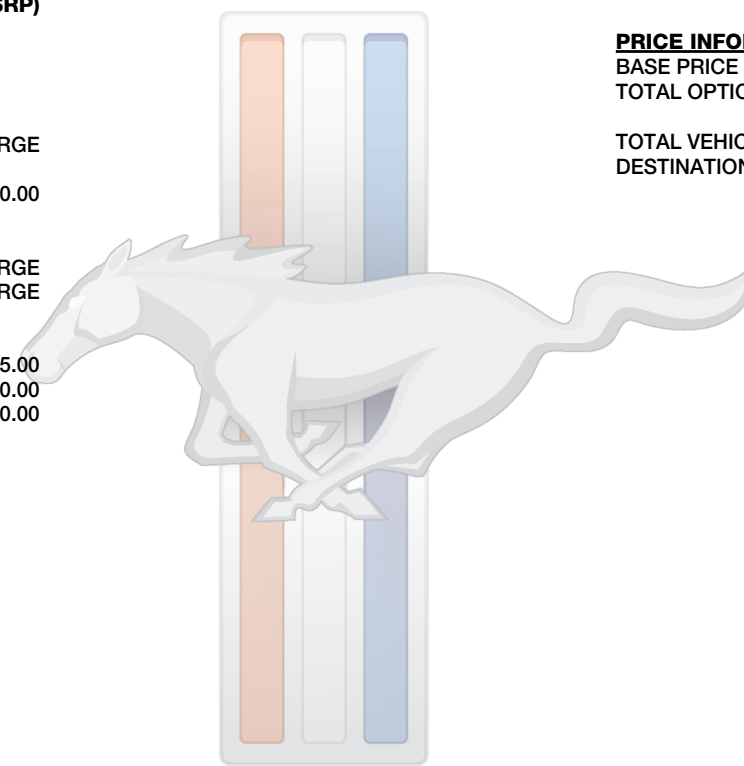 SRP)
RGE
0.00
RGE
RGE
5.00
0.00
0.00
PRICE INFO
BASE PRICE
TOTAL OPTIO
TOTAL VEHIC
DESTINATION